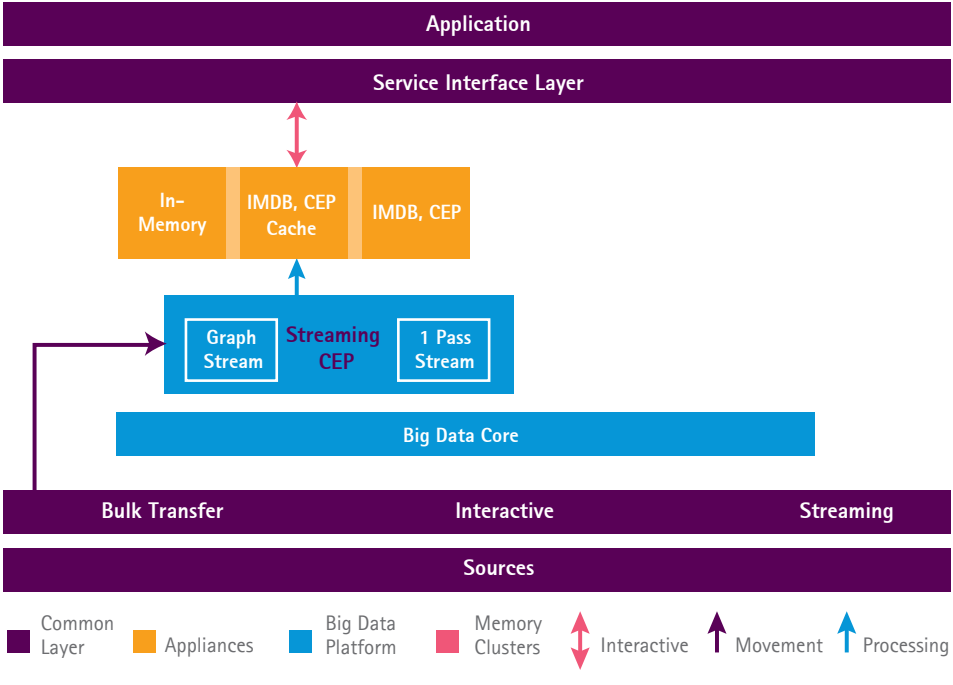 Application
Service Interface Layer
In-
Memory
IMDB, CEP
Cache
IMDB, CEP
Graph
Stream
Streaming
CEP
1 Pass
Stream
Big Data Core
Bulk Transfer
Interactive
Streaming
Sources
Common
Layer
Appliances
Big Data
Platform
Memory
Clusters
Interactive
Movement
Processing